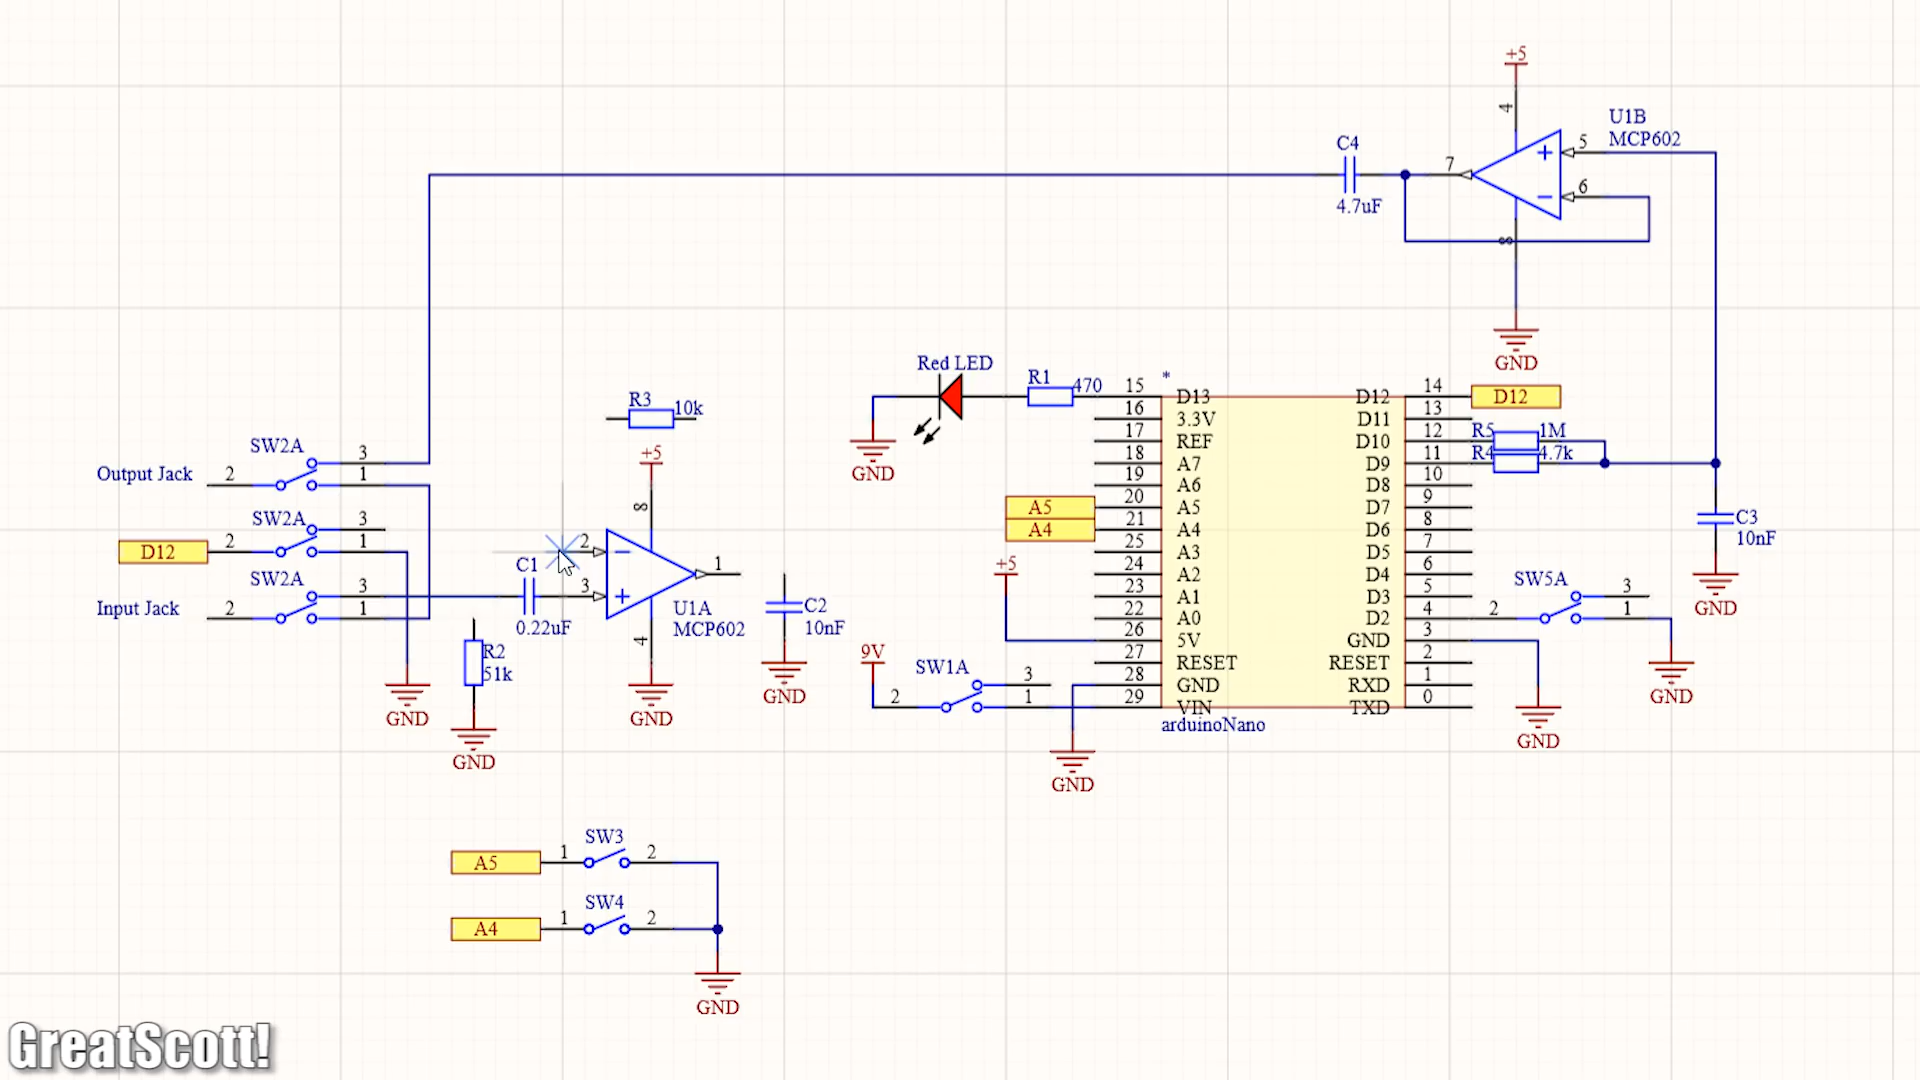 +5
4
U1B
MCP602
5
C4
7
6
4.7uF
8
GND
Red LED
R1
470
GND
*
15 D13
16 3.3V
17 REF
18 A7
19 A6
20 A5
21 A4
25 A3
24 A2
23 A1
22 A0
26 5V
27 RESET
28 GND
29 VIN
arduinoNano
D12 14
D11 13
D10 12
D9 11
D8 10
D7 9
D6 8
D5 7
D4 6
D3 5
D2 4
GND 3
RESET 2
RXD 1
TXD 0
D12
R5 1M
R4 4.7k
C3
10nF
GND
SW5A
2
3
1
GND
GND
A5
A4
+5
9V
SW1A
2
3
1
GND
R3
10k
+5
8
2
3
1
4
U1A
MCP602
GND
C1
0.22uF
C2
10nF
GND
R2
51k
GND
SW2A
Output Jack
2
3
1
SW2A
D12
2
3
1
SW2A
Input Jack
2
3
1
GND
SW3
A5
1
2
SW4
A4
1
2
GND
GreatScott!